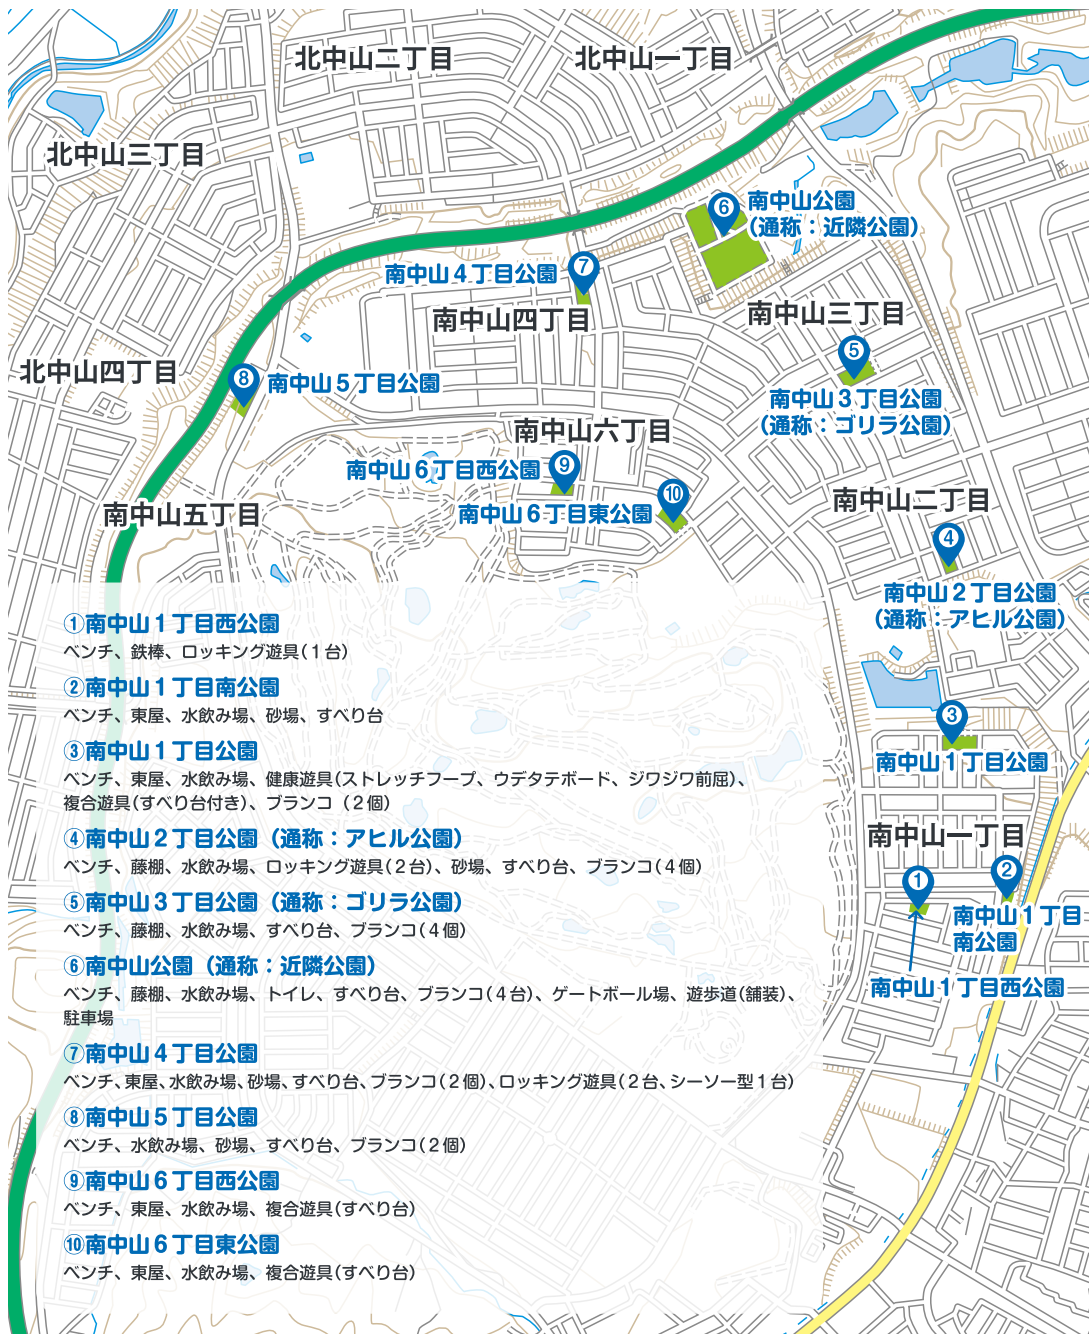 北中山二丁目
北中山一丁目
北中山三丁目
⑥
南中山公園
(通称：近隣公園)
⑦
南中山４丁目公園
南中山四丁目
南中山三丁目
⑤
北中山四丁目
⑧
南中山５丁目公園
南中山３丁目公園
(通称：ゴリラ公園)
南中山六丁目
⑨
南中山６丁目西公園
⑩
南中山６丁目東公園
南中山五丁目
南中山二丁目
④
南中山２丁目公園
(通称：アヒル公園)
③
南中山１丁目公園
南中山一丁目
①
②
南中山１丁目
南公園
南中山１丁目西公園
①南中山１丁目西公園
ベンチ、鉄棒、ロッキング遊具(１台)
②南中山１丁目南公園
ベンチ、東屋、水飲み場、砂場、すべり台
③南中山１丁目公園
ベンチ、東屋、水飲み場、健康遊具(ストレッチフープ、ウデタテボード、ジワジワ前屈)、
複合遊具(すべり台付き)、ブランコ（２個)
④南中山２丁目公園（通称：アヒル公園）
ベンチ、藤棚、水飲み場、ロッキング遊具(２台)、砂場、すべり台、ブランコ(４個)
⑤南中山３丁目公園（通称：ゴリラ公園）
ベンチ、藤棚、水飲み場、すべり台、ブランコ(４個)
⑥南中山公園（通称：近隣公園）
ベンチ、藤棚、水飲み場、トイレ、すべり台、ブランコ(４台)、ゲートボール場、遊歩道(舗装)、
駐車場
⑦南中山４丁目公園
ベンチ、東屋、水飲み場、砂場、すべり台、ブランコ(２個)、ロッキング遊具(２台、シーソー型１台)
⑧南中山５丁目公園
ベンチ、水飲み場、砂場、すべり台、ブランコ(２個)
⑨南中山６丁目西公園
ベンチ、東屋、水飲み場、複合遊具(すべり台)
⑩南中山６丁目東公園
ベンチ、東屋、水飲み場、複合遊具(すべり台)